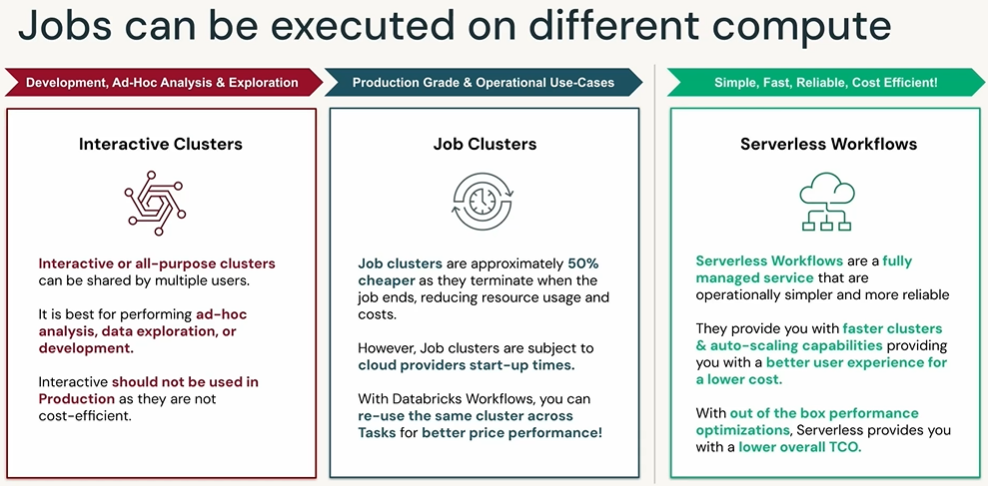 Jobs can be executed on different compute
Development, Ad-Hoc Analysis & Exploration
Interactive Clusters
Interactive or all-purpose clusters
can be shared by multiple users.
It is best for performing ad-hoc
analysis, data exploration, or
development.
Interactive should not be used in
Production as they are not
cost-efficient.
Production Grade & Operational Use-Cases
Job Clusters
Job clusters are approximately 50%
cheaper as they terminate when the
job ends, reducing resource usage and
costs.
However, Job clusters are subject to
cloud providers start-up times.
With Databricks Workflows, you can
re-use the same cluster across
Tasks for better price performance!
Simple, Fast, Reliable, Cost Efficient!
Serverless Workflows
Serverless Workflows are a fully
managed service that are
operationally simpler and more reliable
They provide you with faster clusters
& auto-scaling capabilities providing
you with a better user experience for
a lower cost.
With out of the box performance
optimizations, Serverless provides you
with a lower overall TCO.